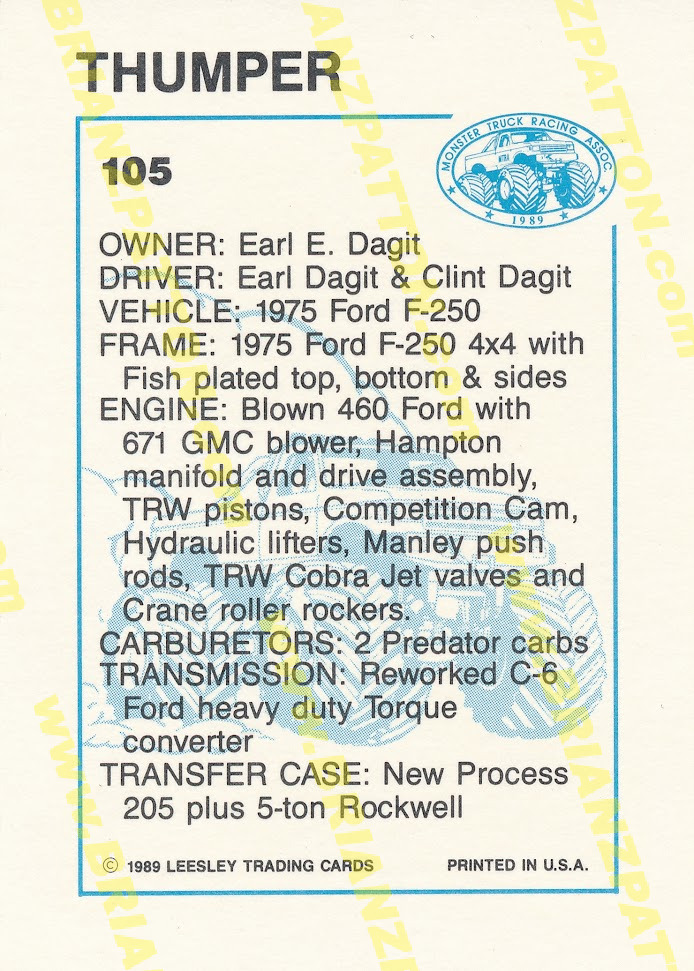 THUMPER
MONSTER TRUCK RACING ASSOC.
1989
105
OWNER: Earl E. Dagit
DRIVER: Earl Dagit & Clint Dagit
VEHICLE: 1975 Ford F-250
FRAME: 1975 Ford F-250 4x4 with
Fish plated top, bottom & sides
ENGINE: Blown 460 Ford with
671 GMC blower, Hampton
manifold and drive assembly,
TRW pistons, Competition Cam,
Hydraulic lifters, Manley push
rods, TRW Cobra Jet valves and
Crane roller rockers.
CARBURETORS: 2 Predator carbs
TRANSMISSION: Reworked C-6
Ford heavy duty Torque
converter
TRANSFER CASE: New Process
205 plus 5-ton Rockwell
© 1989 LEESLEY TRADING CARDS PRINTED IN U.S.A.